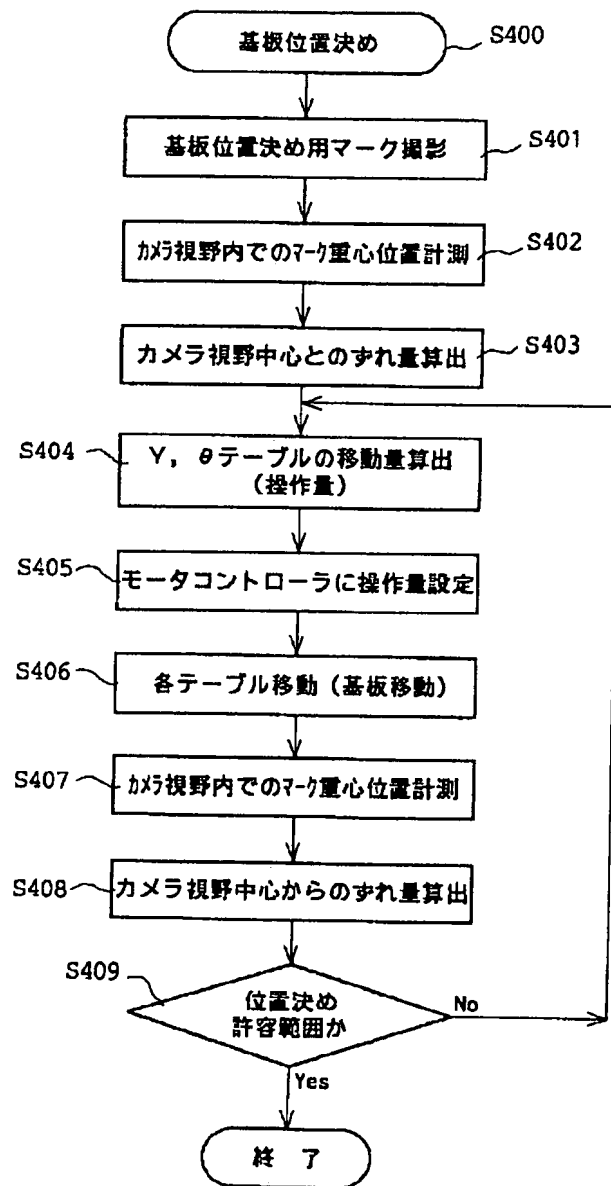 基板位置決め
S400
基板位置決め用マーク撮影
S401
ｶﾒﾗ視野内でのﾏｰｸ重心位置計測
S402
カメラ視野中心とのずれ量算出
S403
S404
Y, θテーブルの移動量算出
(操作量)
S405
モータコントローラに操作量設定
S406
各テーブル移動(基板移動)
S407
ｶﾒﾗ視野内でのﾏｰｸ重心位置計測
S408
カメラ視野中心からのずれ量算出
S409
位置決め
許容範囲か
No
Yes
終 了